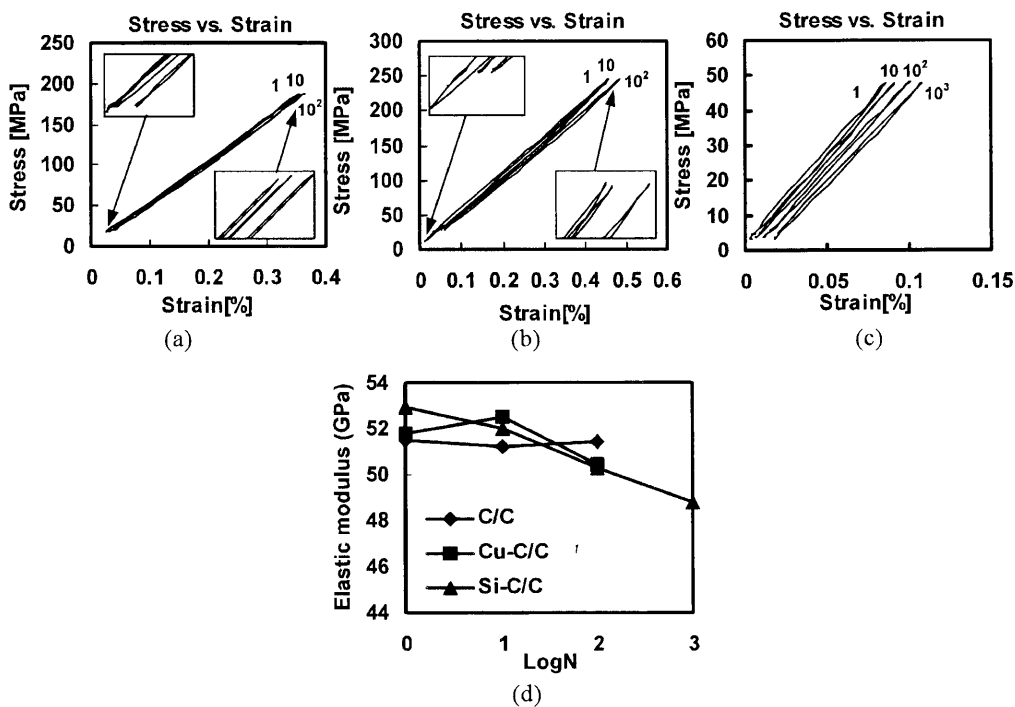 Stress vs. Strain
Stress [MPa]
250
200
150
100
50
0
1 10
10²
0 0.1 0.2 0.3 0.4
Strain[%]
(a)
Stress vs. Strain
Stress [MPa]
300
250
200
150
100
50
0
1 10
10²
0 0.1 0.2 0.3 0.4 0.5 0.6
Strain[%]
(b)
Stress vs. Strain
Stress [MPa]
60
50
40
30
20
10
0
1 10 10² 10³
0 0.05 0.1 0.15
Strain[%]
(c)
Elastic modulus (GPa)
54
52
50
48
46
44
C/C
Cu-C/C
Si-C/C
0 1 2 3
LogN
(d)